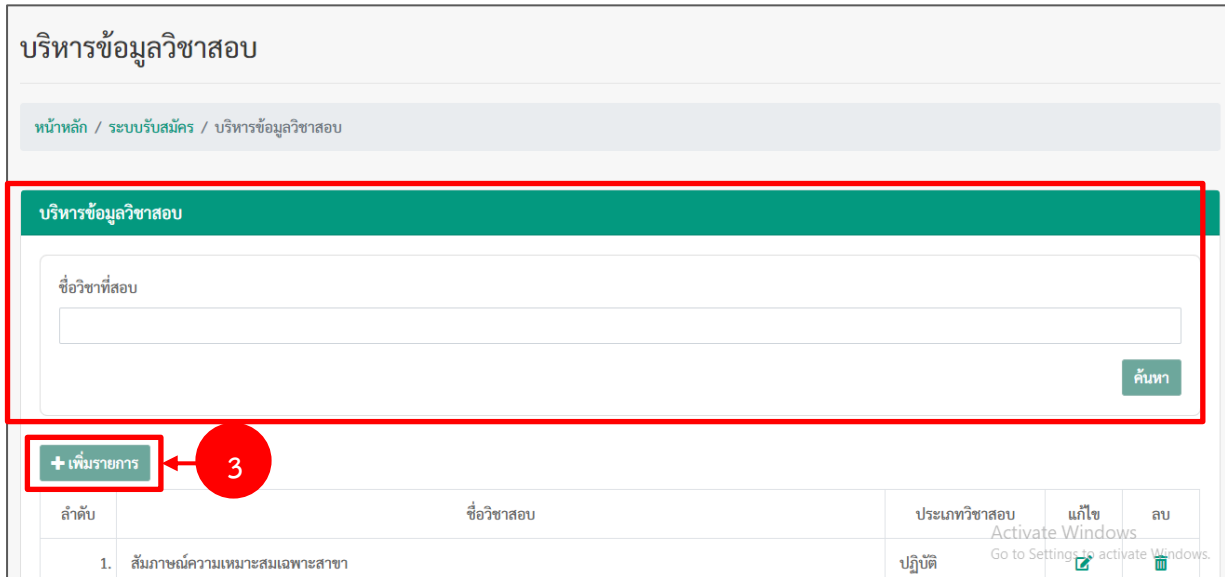 บริหารข้อมูลวิชาสอบ
หน้าหลัก / ระบบรับสมัคร / บริหารข้อมูลวิชาสอบ
บริหารข้อมูลวิชาสอบ
ชื่อวิชาที่สอบ
ค้นหา
+ เพิ่มรายการ
3
ลำดับ ชื่อวิชาสอบ ประเภทวิชาสอบ แก้ไข ลบ
Activate Windows
1. สัมภาษณ์ความเหมาะสมเฉพาะสาขา ปฏิบัติ
Go to Settings to activate Windows.